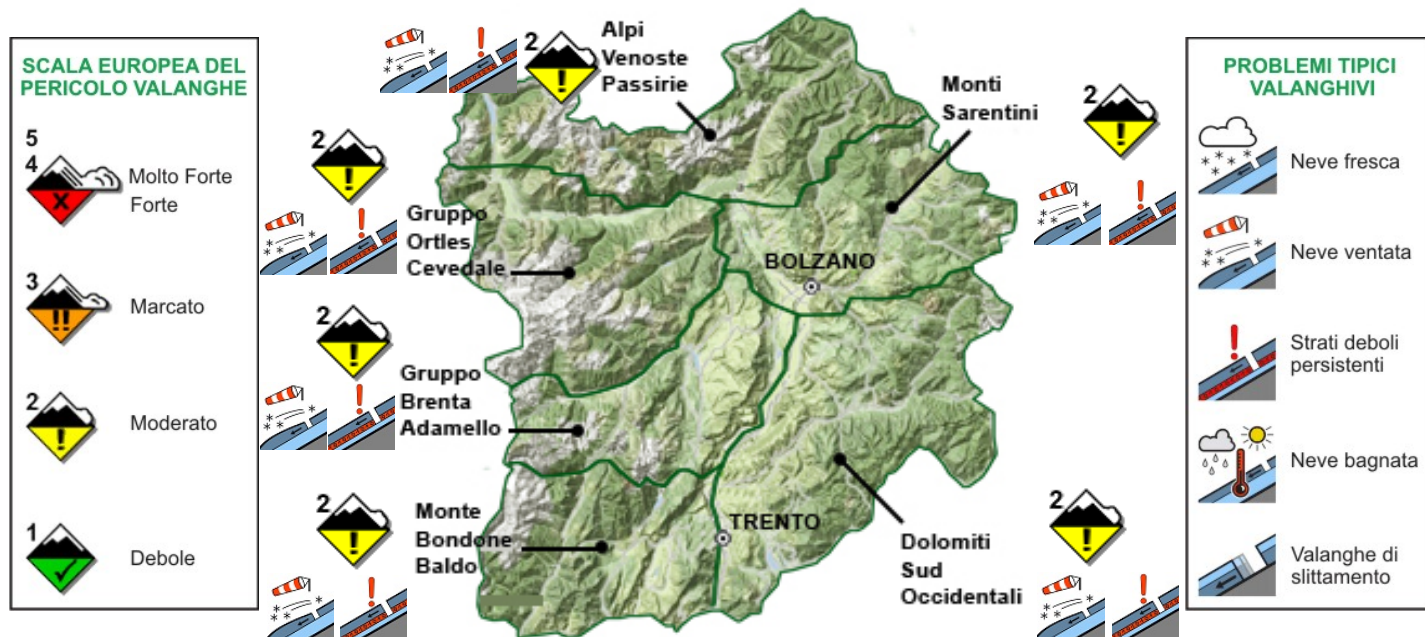 SCALA EUROPEA DEL
PERICOLO VALANGHE
5
4
Molto Forte
Forte
3
Marcato
2
Moderato
1
Debole
2
Alpi
Venoste
Passirie
2
Monti
Sarentini
2
Gruppo
Ortles
Cevedale
BOLZANO
2
Gruppo
Brenta
Adamello
2
Monte
Bondone
Baldo
TRENTO
2
Dolomiti
Sud
Occidentali
PROBLEMI TIPICI
VALANGHIVI
Neve fresca
Neve ventata
Strati deboli
persistenti
Neve bagnata
Valanghe di
slittamento